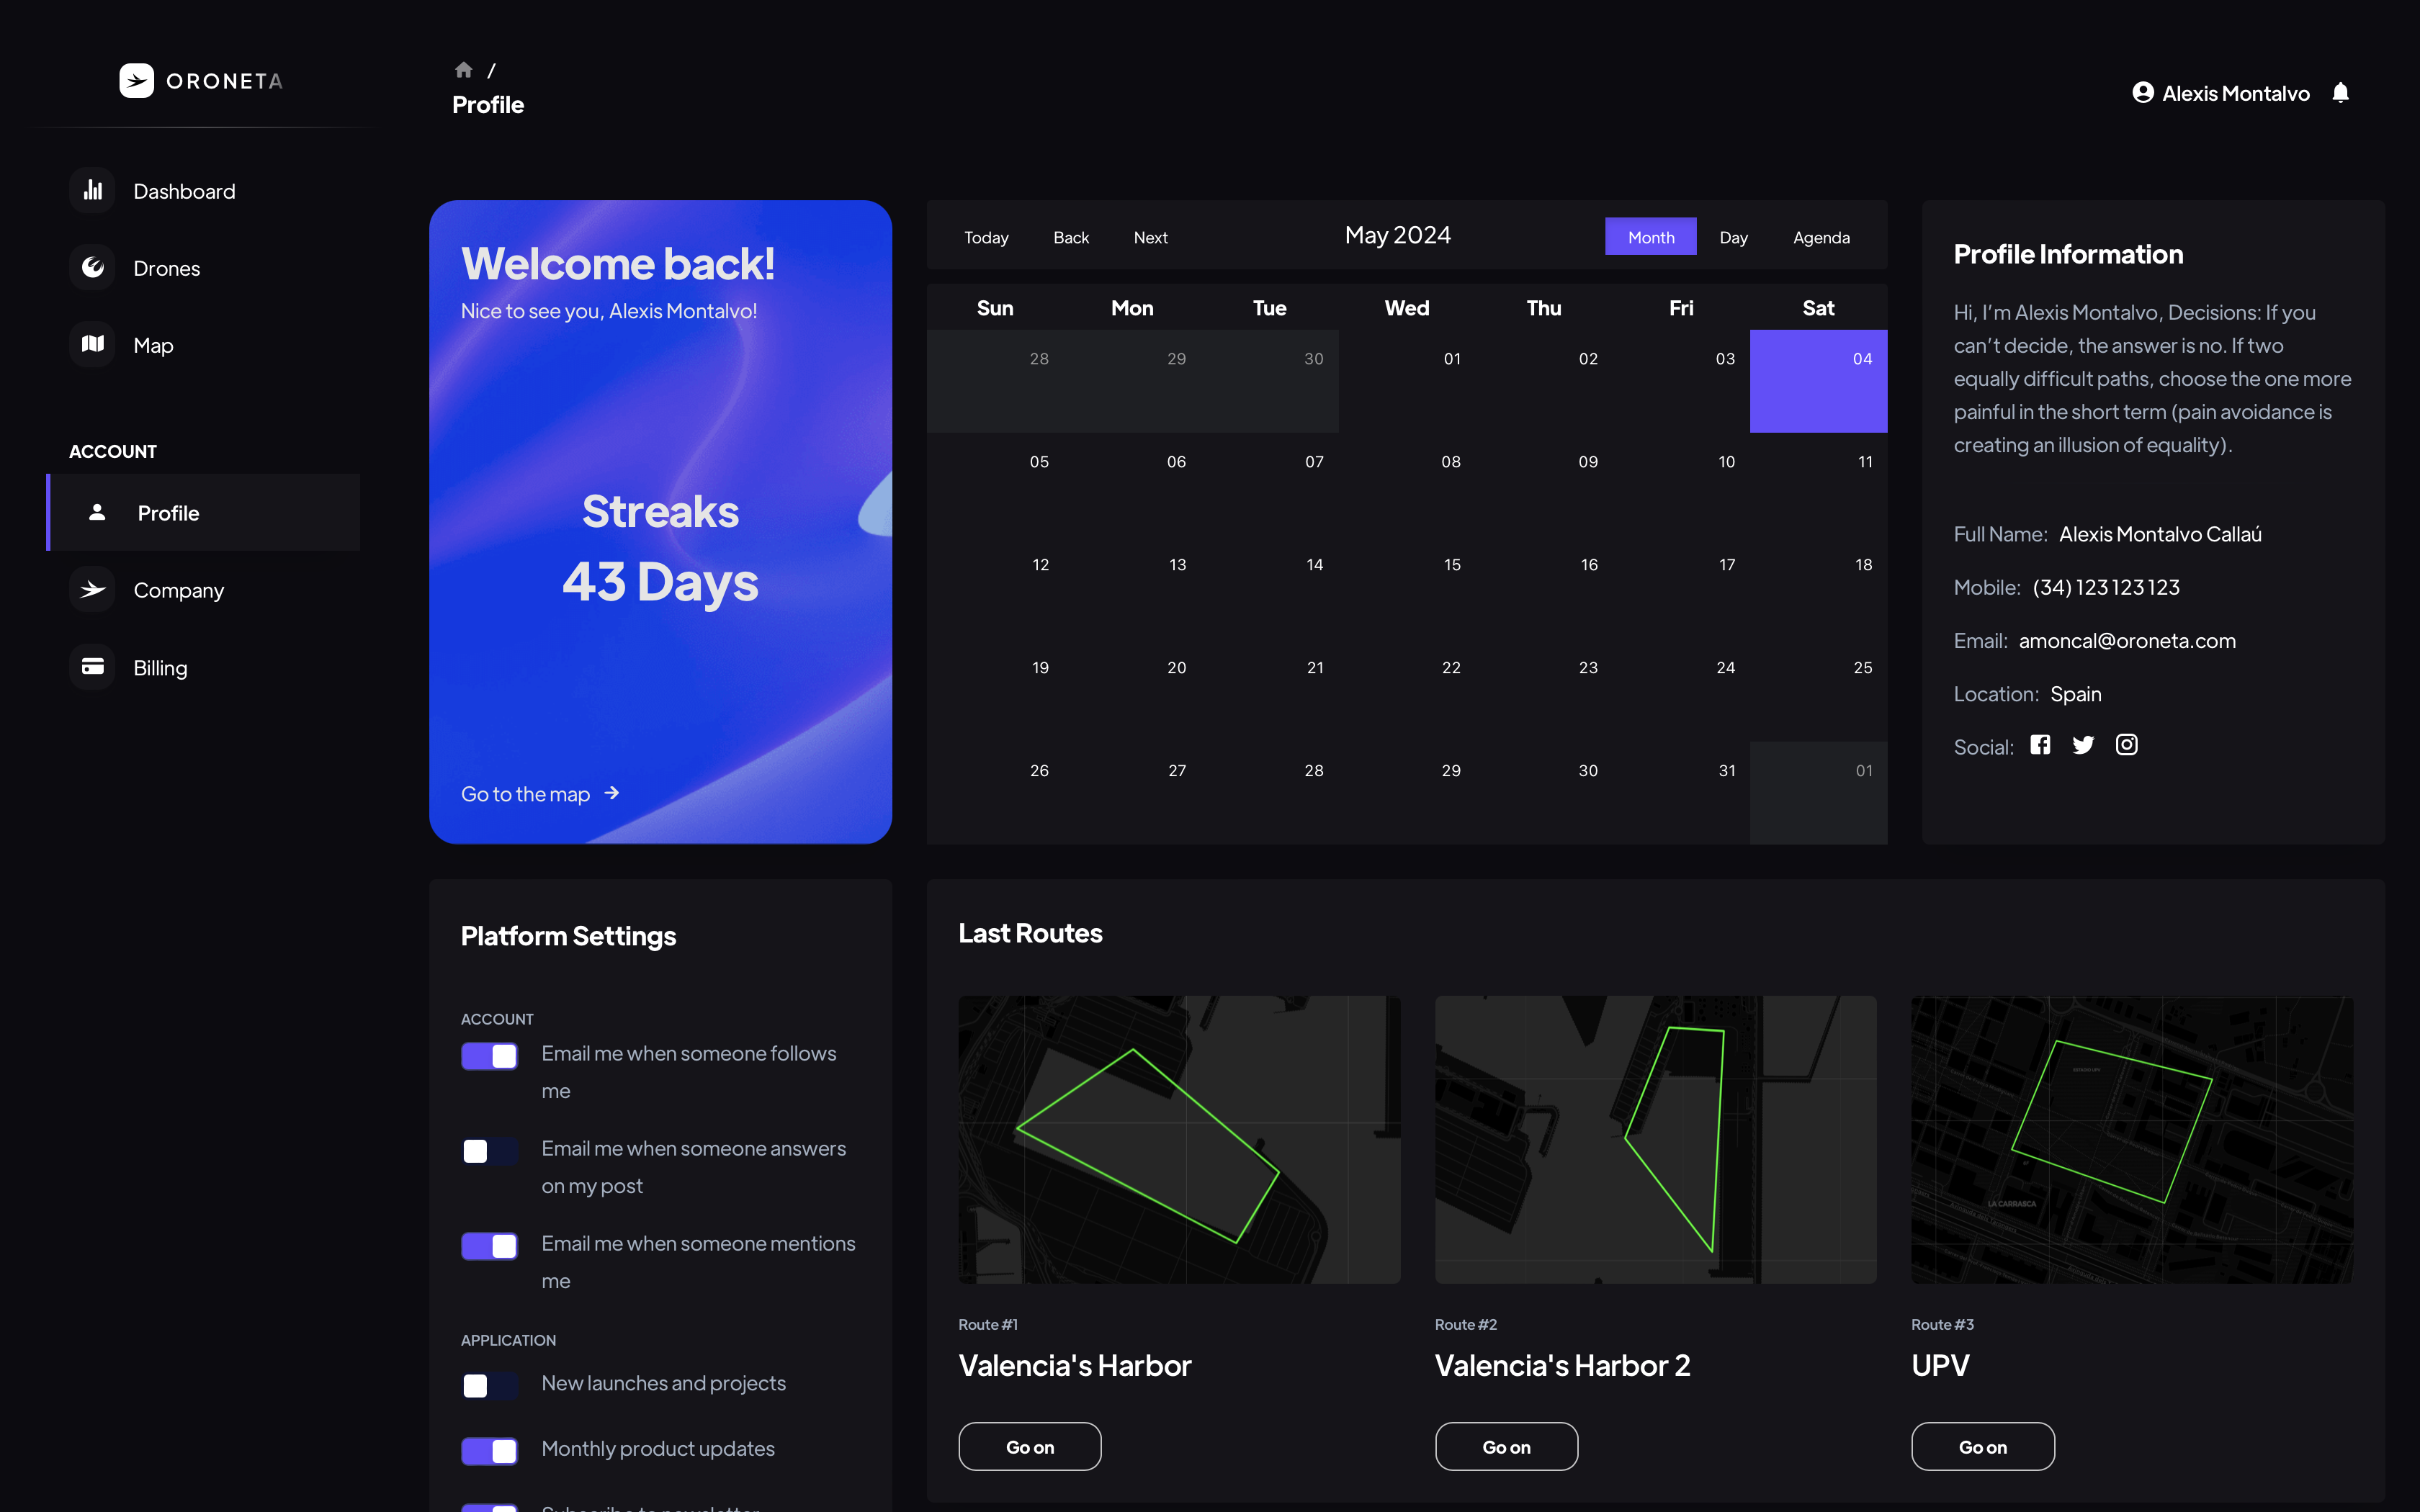 ORONETA
/
Profile
Alexis Montalvo
Dashboard
Drones
Map
ACCOUNT
Profile
Company
Billing
Welcome back!
Nice to see you, Alexis Montalvo!
Streaks
43 Days
Go to the map
Today Back Next May 2024 Month Day Agenda
Sun Mon Tue Wed Thu Fri Sat
28 29 30 01 02 03 04
05 06 07 08 09 10 11
12 13 14 15 16 17 18
19 20 21 22 23 24 25
26 27 28 29 30 31 01
Profile Information
Hi, I’m Alexis Montalvo, Decisions: If you
can’t decide, the answer is no. If two
equally difficult paths, choose the one more
painful in the short term (pain avoidance is
creating an illusion of equality).
Full Name: Alexis Montalvo Callaú
Mobile: (34) 123 123 123
Email: amoncal@oroneta.com
Location: Spain
Social:
Platform Settings
ACCOUNT
Email me when someone follows
me
Email me when someone answers
on my post
Email me when someone mentions
me
APPLICATION
New launches and projects
Monthly product updates
Subscribe to newsletter
Last Routes
ESTADIO UPV
LA CARRASCA
Route #1
Valencia's Harbor
Go on
Route #2
Valencia's Harbor 2
Go on
Route #3
UPV
Go on